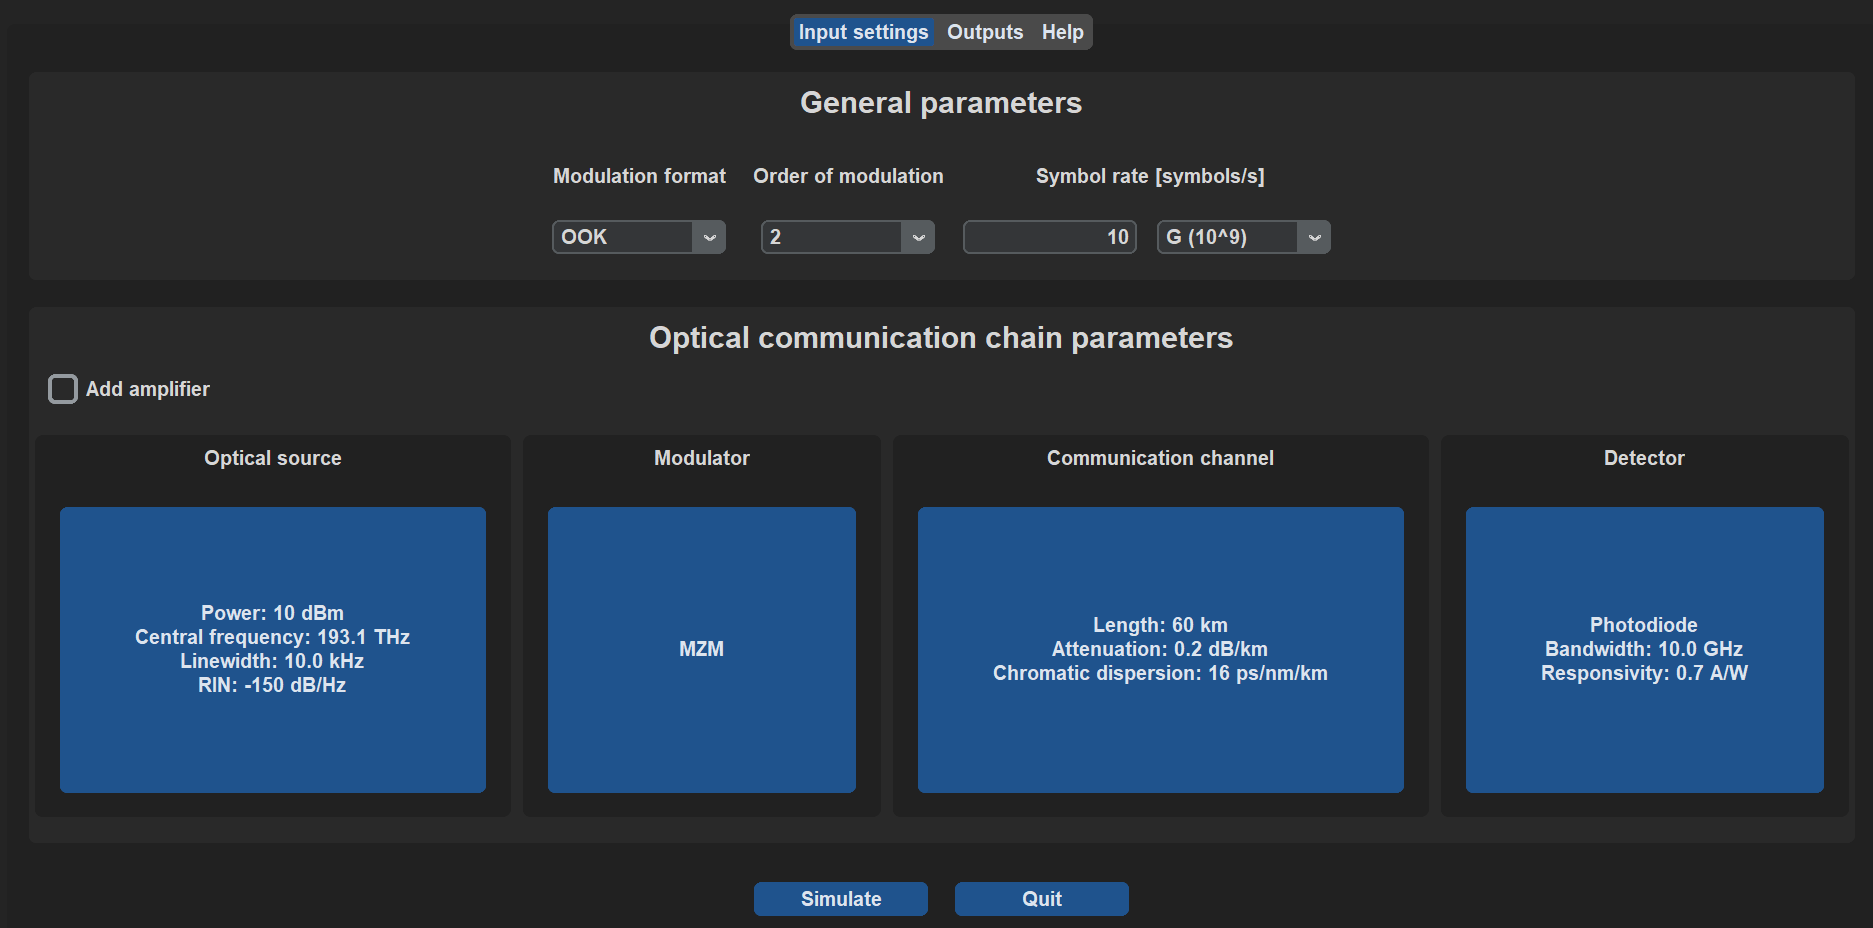 Input settings Outputs Help
General parameters
Modulation format Order of modulation Symbol rate [symbols/s]
OOK 2 10 G (10^9)
Optical communication chain parameters
Add amplifier
Optical source
Power: 10 dBm
Central frequency: 193.1 THz
Linewidth: 10.0 kHz
RIN: -150 dB/Hz
Modulator
MZM
Communication channel
Length: 60 km
Attenuation: 0.2 dB/km
Chromatic dispersion: 16 ps/nm/km
Detector
Photodiode
Bandwidth: 10.0 GHz
Responsivity: 0.7 A/W
Simulate Quit